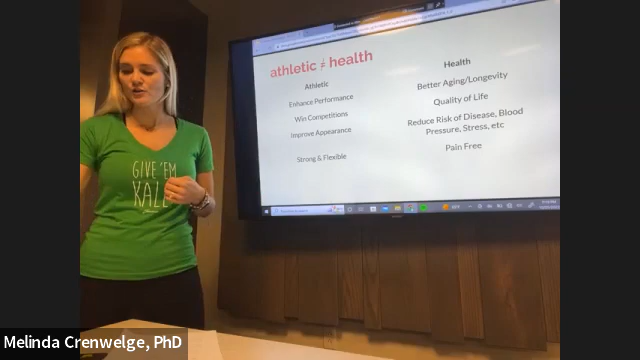 athletic ≠ health
Athletic
Enhance Performance
Win Competitions
Improve Appearance
Strong & Flexible
Health
Better Aging/Longevity
Quality of Life
Reduce Risk of Disease, Blood
Pressure, Stress, etc
Pain Free
GIVE 'EM
Melinda Crenwelge, PhD